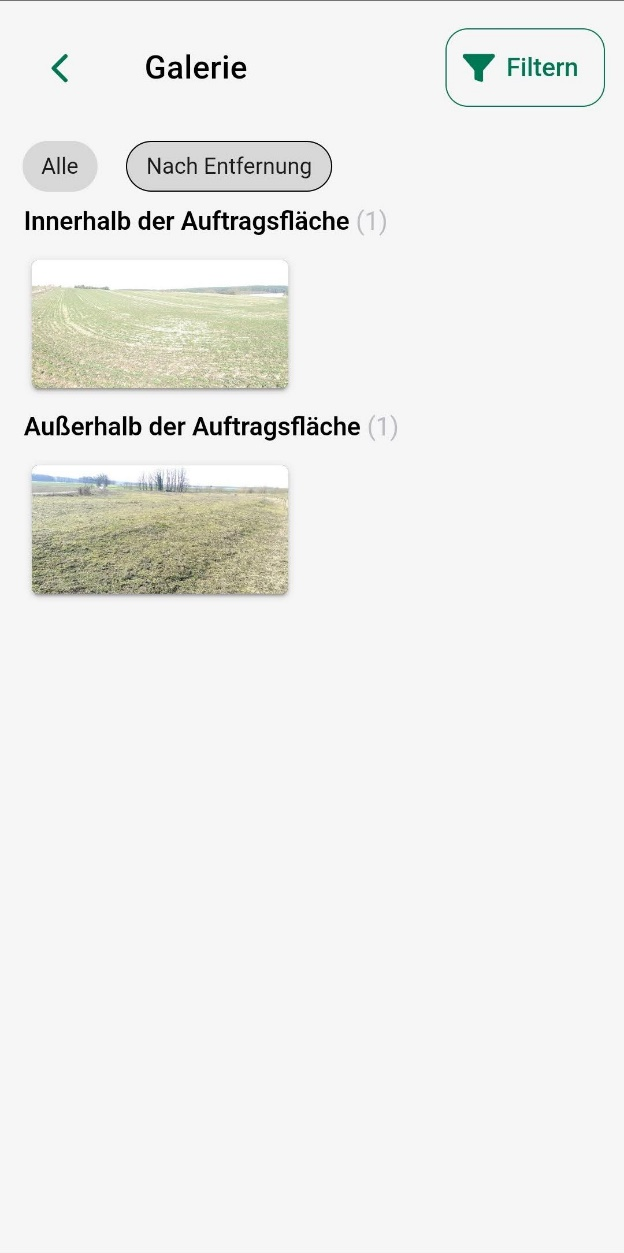 Galerie
Filtern
Alle
Nach Entfernung
Innerhalb der Auftragsfläche (1)
Außerhalb der Auftragsfläche (1)